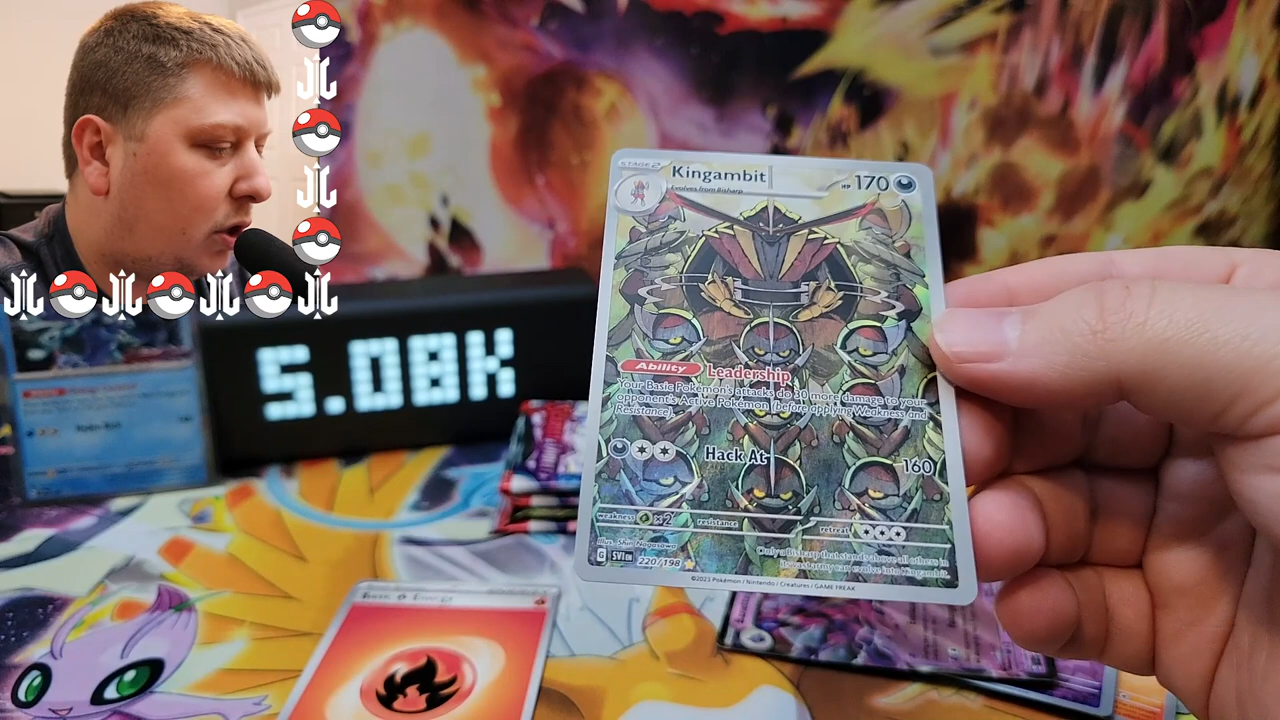 STAGE 2
Kingambit
HP 170
Evolves from Bisharp
Ability Leadership
Your Basic Pokémon's attacks do 30 more damage to your
opponent's Active Pokémon (before applying Weakness and
Resistance).
Hack At 160
weakness ×2 resistance retreat
Illus. Shin Nagasawa
G SVI EN 220/198
Only a Bisharp that stands above all others in
its vast army can evolve into Kingambit.
©2023 Pokémon / Nintendo / Creatures / GAME FREAK
5.08K
Basic Energy